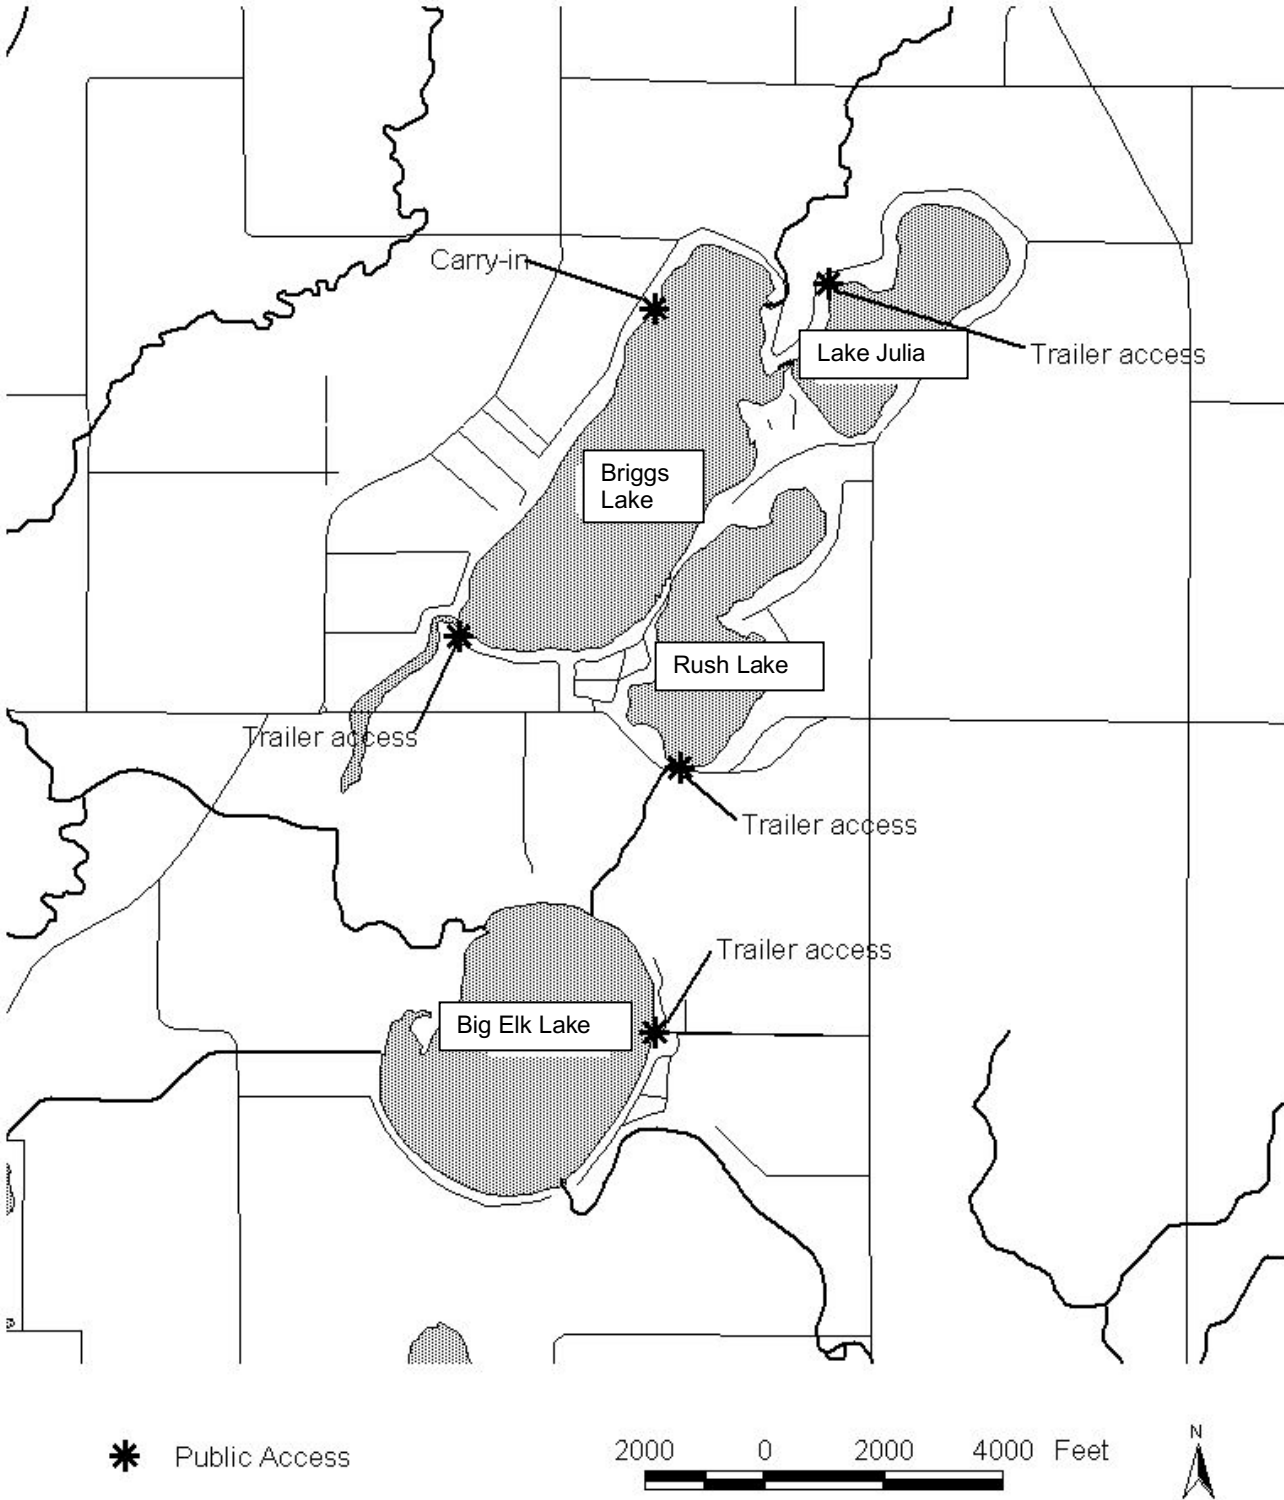 Carry-in
Trailer access
Lake Julia
Briggs
Lake
Rush Lake
Trailer access
Trailer access
Trailer access
Big Elk Lake
Public Access
2000 0 2000 4000 Feet
N